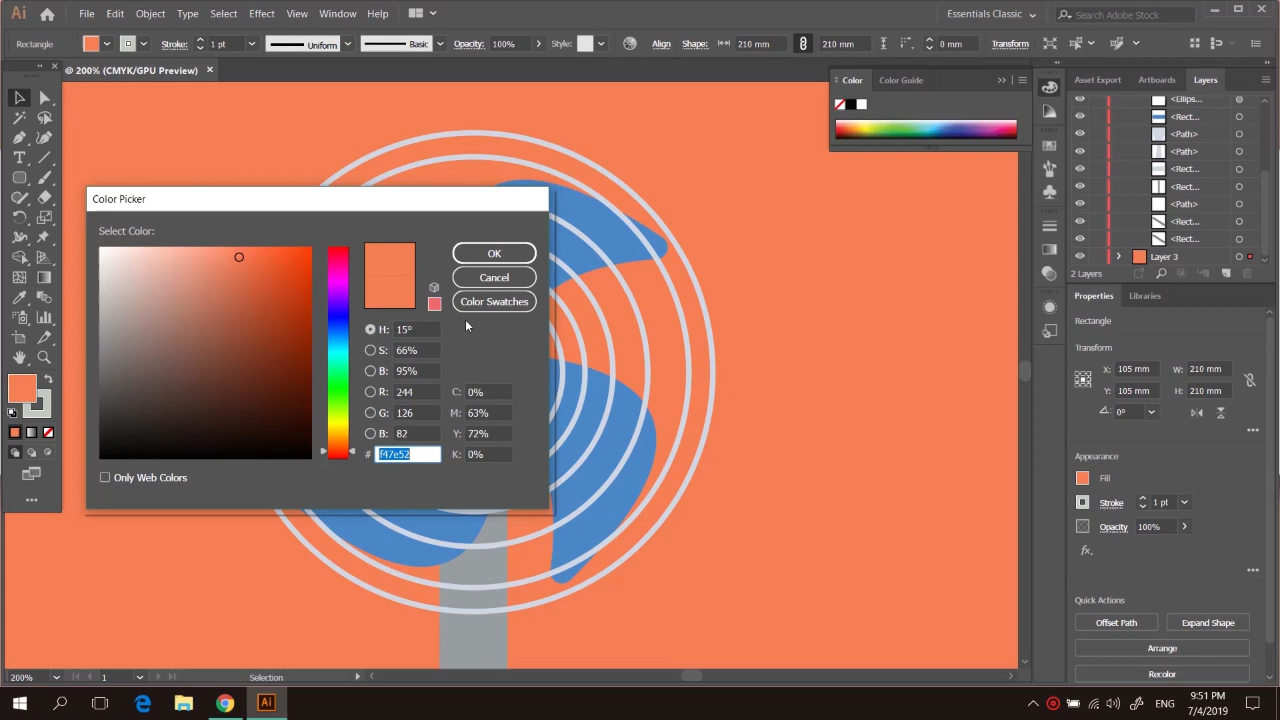 Ai File Edit Object Type Select Effect View Window Help Essentials Classic Search Adobe Stock
Rectangle Stroke: 1 pt Uniform Basic Opacity: 100% Style: Align Shape: 210 mm 210 mm 0 mm Transform
@ 200% (CMYK/GPU Preview) ×
Color Color Guide
Asset Export Artboards Layers
<Ellips...
<Rect...
<Path>
<Path>
<Rect...
<Rect...
<Path>
<Rect...
<Rect...
Layer 3
2 Layers
Color Picker
Select Color:
OK
Cancel
Color Swatches
H: 15°
S: 66%
B: 95%
R: 244
G: 126
B: 82
# f47e52
C: 0%
M: 63%
Y: 72%
K: 0%
Only Web Colors
Properties Libraries
Rectangle
Transform
X: 105 mm W: 210 mm
Y: 105 mm H: 210 mm
0°
Appearance
Fill
Stroke 1 pt
Opacity 100%
fx.
Quick Actions
Offset Path Expand Shape
Arrange
Recolor
200% 1 Selection
Ai ENG 9:51 PM
7/4/2019